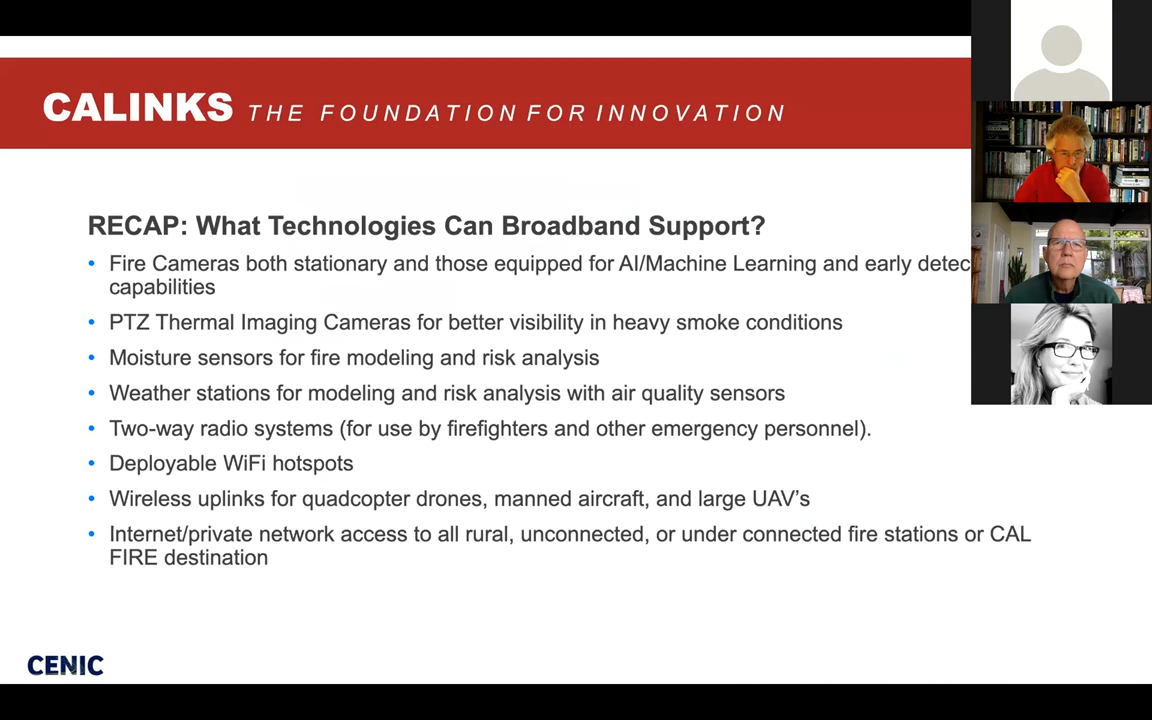 CALINKS THE FOUNDATION FOR INNOVATION
RECAP: What Technologies Can Broadband Support?
• Fire Cameras both stationary and those equipped for AI/Machine Learning and early detec
capabilities
• PTZ Thermal Imaging Cameras for better visibility in heavy smoke conditions
• Moisture sensors for fire modeling and risk analysis
• Weather stations for modeling and risk analysis with air quality sensors
• Two-way radio systems (for use by firefighters and other emergency personnel).
• Deployable WiFi hotspots
• Wireless uplinks for quadcopter drones, manned aircraft, and large UAV's
• Internet/private network access to all rural, unconnected, or under connected fire stations or CAL
FIRE destination
CENIC